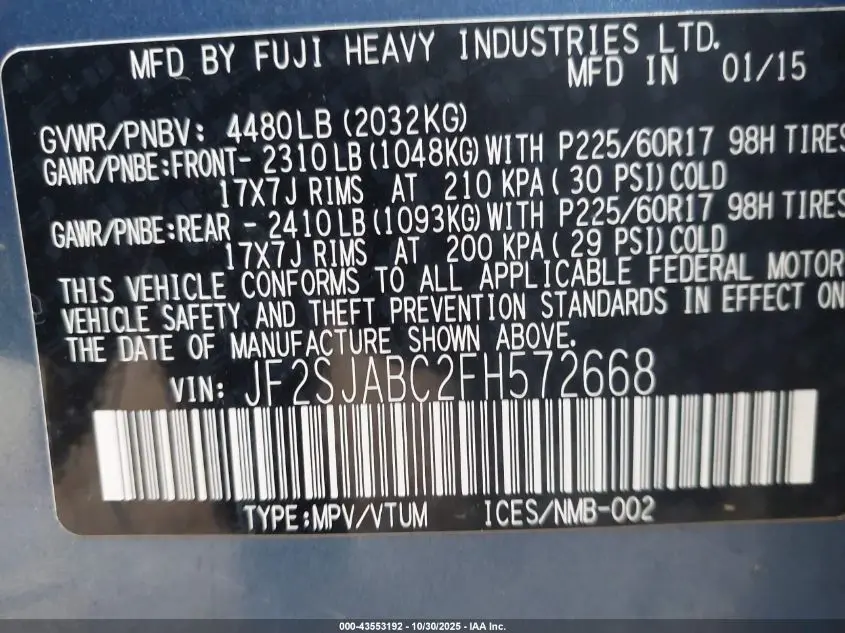 MFD BY FUJI HEAVY INDUSTRIES LTD.
MFD IN 01/15
GVWR/PNBV: 4480LB (2032KG)
GAWR/PNBE:FRONT- 2310LB (1048KG) WITH P225/60R17 98H TIRES
17X7J RIMS AT 210 KPA ( 30 PSI) COLD
GAWR/PNBE:REAR - 2410LB (1093KG) WITH P225/60R17 98H TIRES
17X7J RIMS AT 200 KPA ( 29 PSI) COLD
THIS VEHICLE CONFORMS TO ALL APPLICABLE FEDERAL MOTOR
VEHICLE SAFETY AND THEFT PREVENTION STANDARDS IN EFFECT ON
THE DATE OF MANUFACTURE SHOWN ABOVE.
VIN: JF2SJABC2FH572668
TYPE:MPV/VTUM ICES/NMB-002
000-43553192 - 10/30/2025 - IAA Inc.